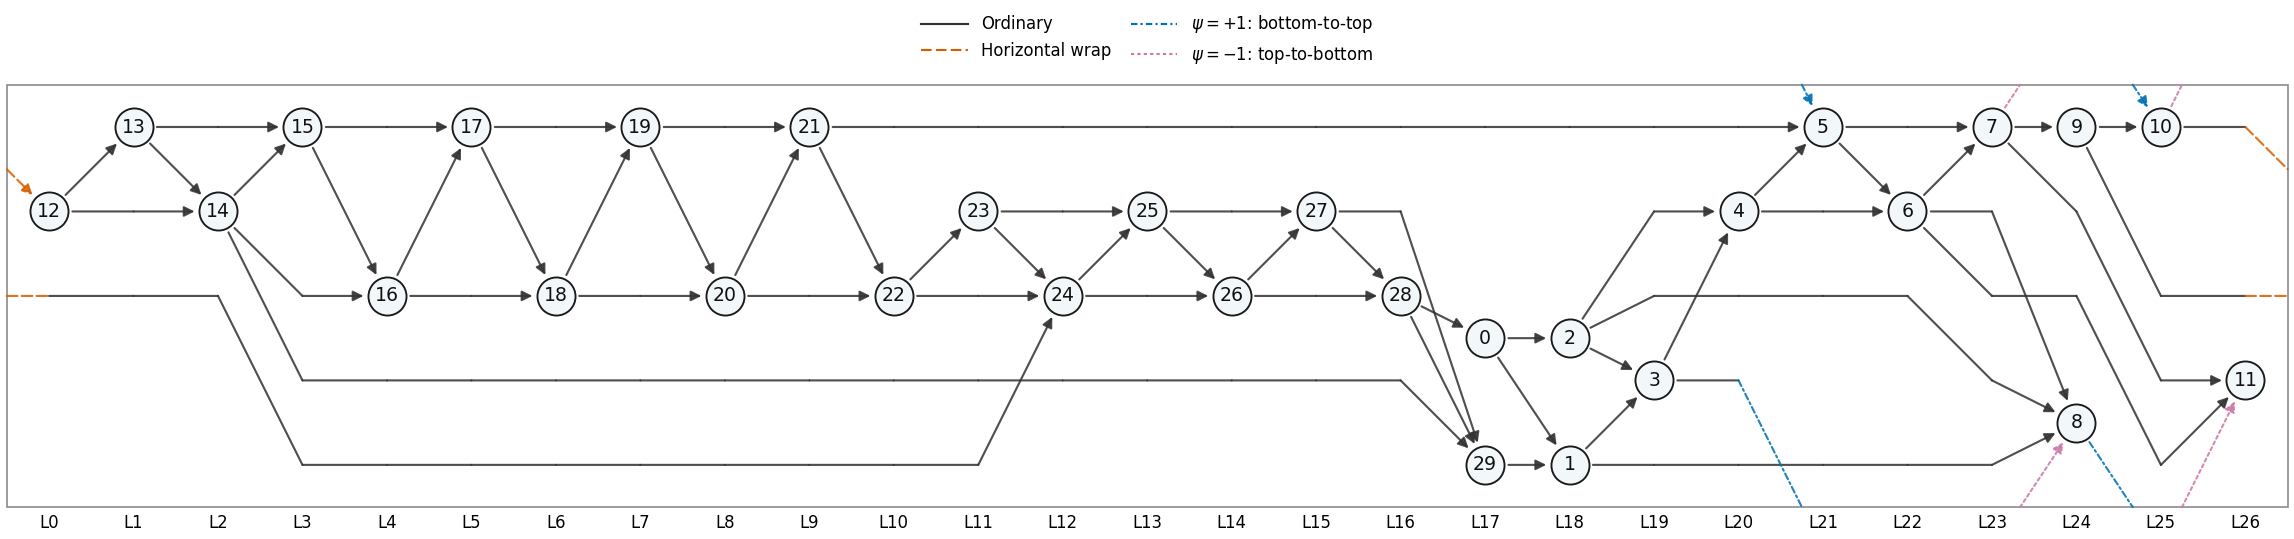 Ordinary
Horizontal wrap
ψ = +1: bottom-to-top
ψ = −1: top-to-bottom
13 15 17 19 21 5 7 9 10
12 14 23 25 27 4 6
16 18 20 22 24 26 28
0 2
3 11
8
29 1
L0 L1 L2 L3 L4 L5 L6 L7 L8 L9 L10 L11 L12 L13 L14 L15 L16 L17 L18 L19 L20 L21 L22 L23 L24 L25 L26